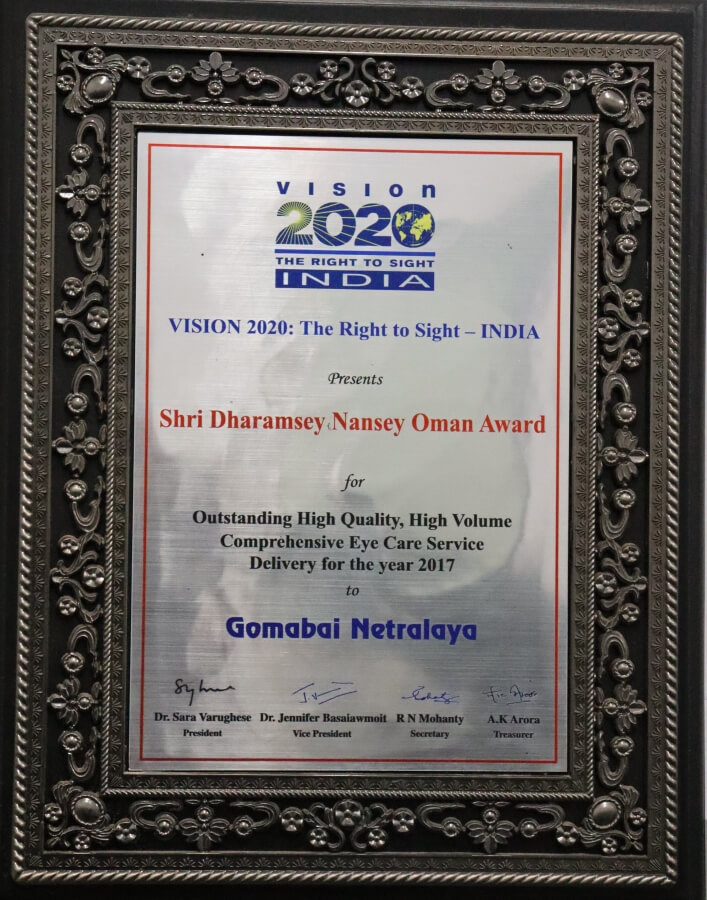 VISION
2020
THE RIGHT TO SIGHT
INDIA
VISION 2020: The Right to Sight – INDIA
Presents
Shri Dharamsey Nansey Oman Award
for
Outstanding High Quality, High Volume
Comprehensive Eye Care Service
Delivery for the year 2017
to
Gomabai Netralaya
Dr. Sara Varughese Dr. Jennifer Basaiawmoit R N Mohanty A.K Arora
President Vice President Secretary Treasurer